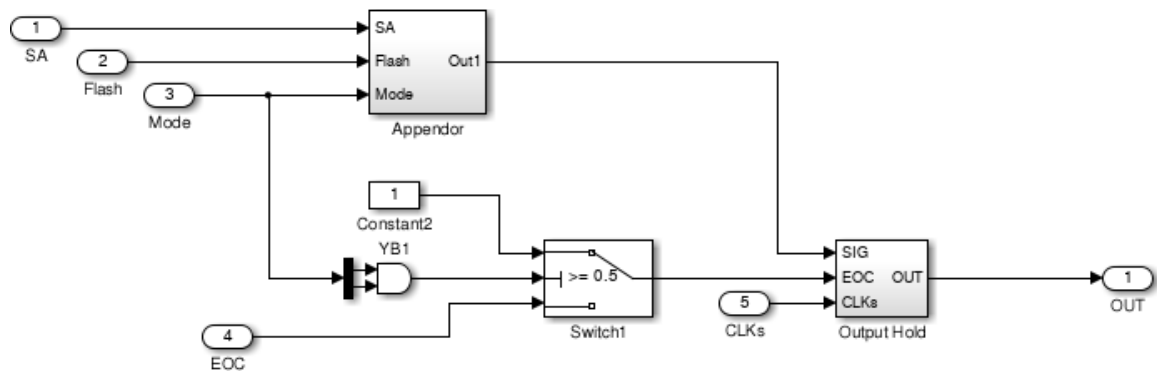 1
SA
2
Flash
3
Mode
SA
Flash Out1
Mode
Appendor
1
Constant2
YB1
>= 0.5
Switch1
4
EOC
5
CLKs
SIG
EOC OUT
CLKs
Output Hold
1
OUT